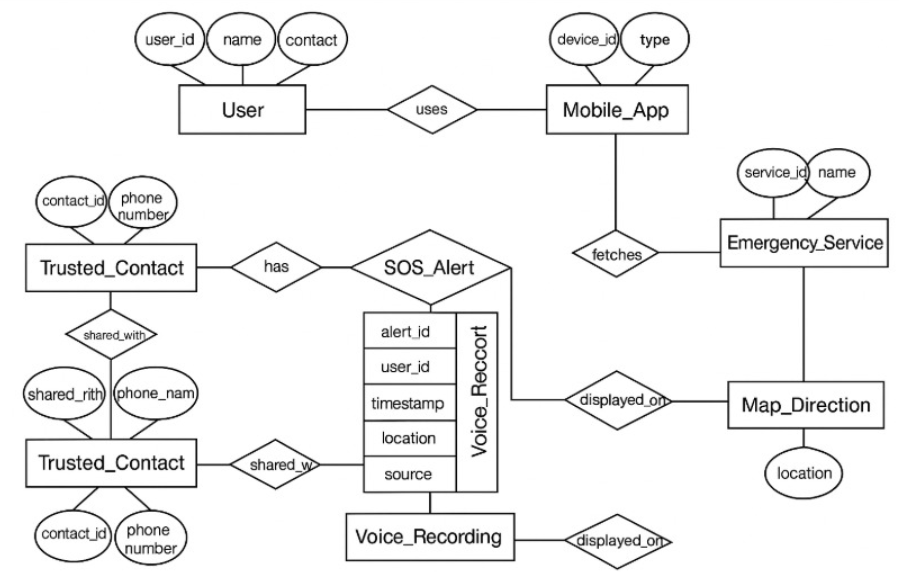 user_id
name
contact
device_id
type
User
uses
Mobile_App
service_id
name
contact_id
phone
number
Emergency_Service
fetches
Trusted_Contact
has
SOS_Alert
shared_with
alert_id
user_id
timestamp
location
source
Voice_Reccort
shared_rith
phone_nam
displayed_on
Map_Direction
Trusted_Contact
shared_w
location
contact_id
phone
number
Voice_Recording
displayed_on